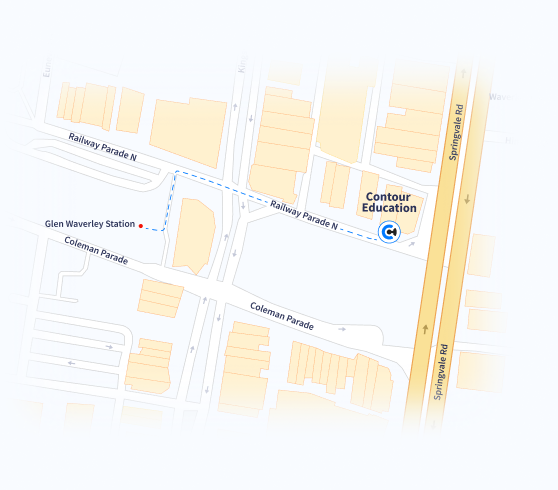 Springvale Rd
Railway Parade N
Contour
Education
Railway Parade N
Glen Waverley Station
Coleman Parade
Coleman Parade
Springvale Rd